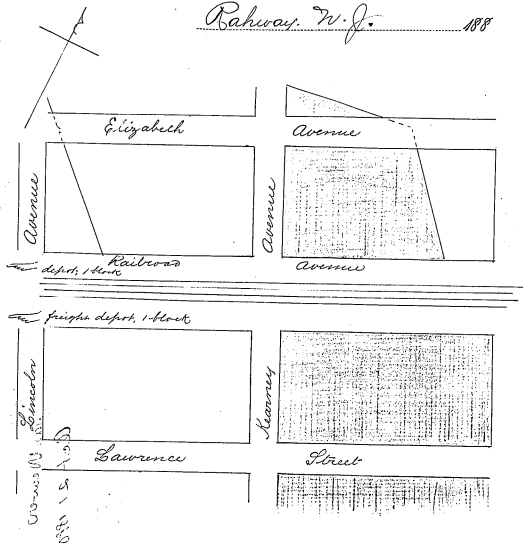 Rahway. N. J. 188
Elizabeth Avenue
Avenue
Avenue
Railroad Avenue
depot, 1 block
freight depot, 1 block
Lincoln
Kearney
Lawrence Street